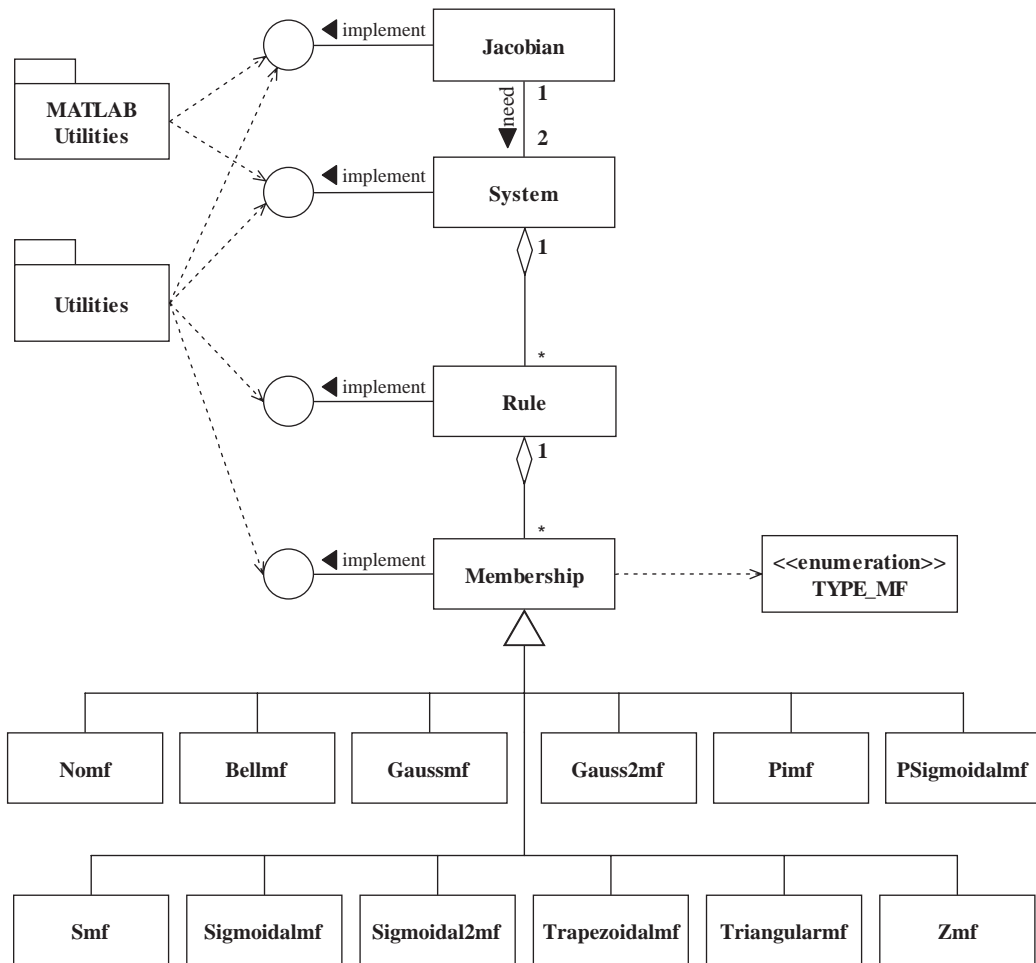 implement
Jacobian
MATLAB
Utilities
need
1
2
implement
System
1
Utilities
*
implement
Rule
1
*
implement
Membership
<<enumeration>>
TYPE_MF
Nomf
Bellmf
Gaussmf
Gauss2mf
Pimf
PSigmoidalmf
Smf
Sigmoidalmf
Sigmoidal2mf
Trapezoidalmf
Triangularmf
Zmf